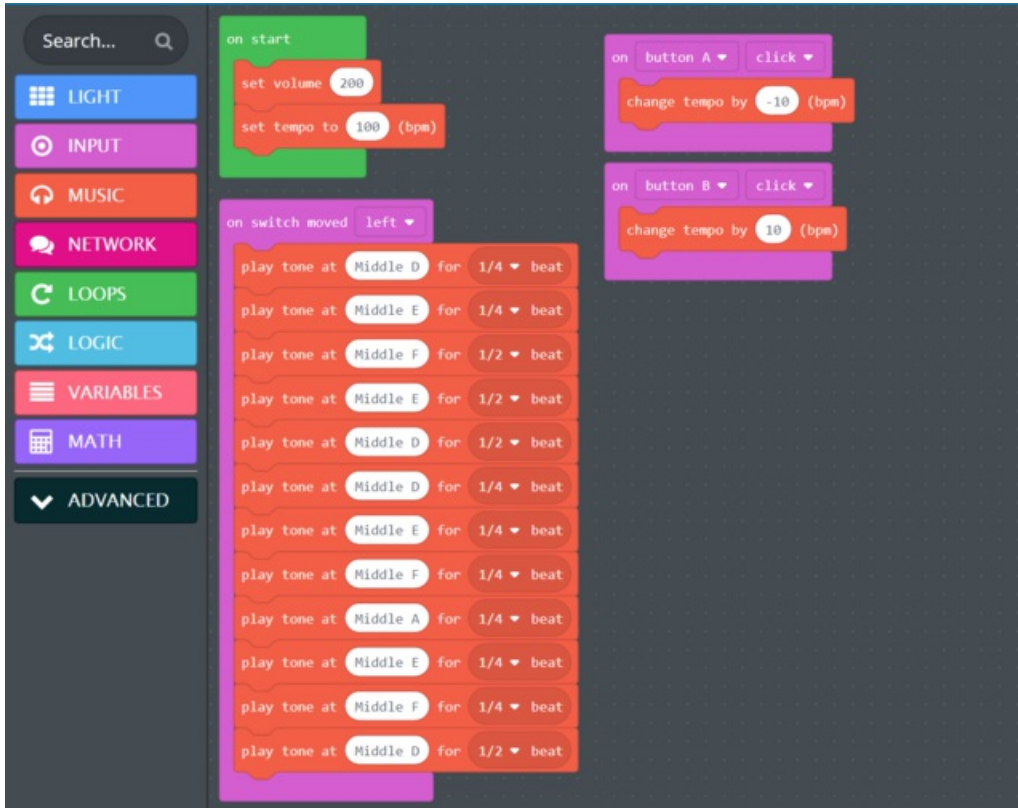 Search...
LIGHT
INPUT
MUSIC
NETWORK
LOOPS
LOGIC
VARIABLES
MATH
ADVANCED
on start
set volume 200
set tempo to 100 (bpm)
on switch moved left
play tone at Middle D for 1/4 beat
play tone at Middle E for 1/4 beat
play tone at Middle F for 1/2 beat
play tone at Middle E for 1/2 beat
play tone at Middle D for 1/2 beat
play tone at Middle D for 1/4 beat
play tone at Middle E for 1/4 beat
play tone at Middle F for 1/4 beat
play tone at Middle A for 1/4 beat
play tone at Middle E for 1/4 beat
play tone at Middle F for 1/4 beat
play tone at Middle D for 1/2 beat
on button A click
change tempo by -10 (bpm)
on button B click
change tempo by 10 (bpm)